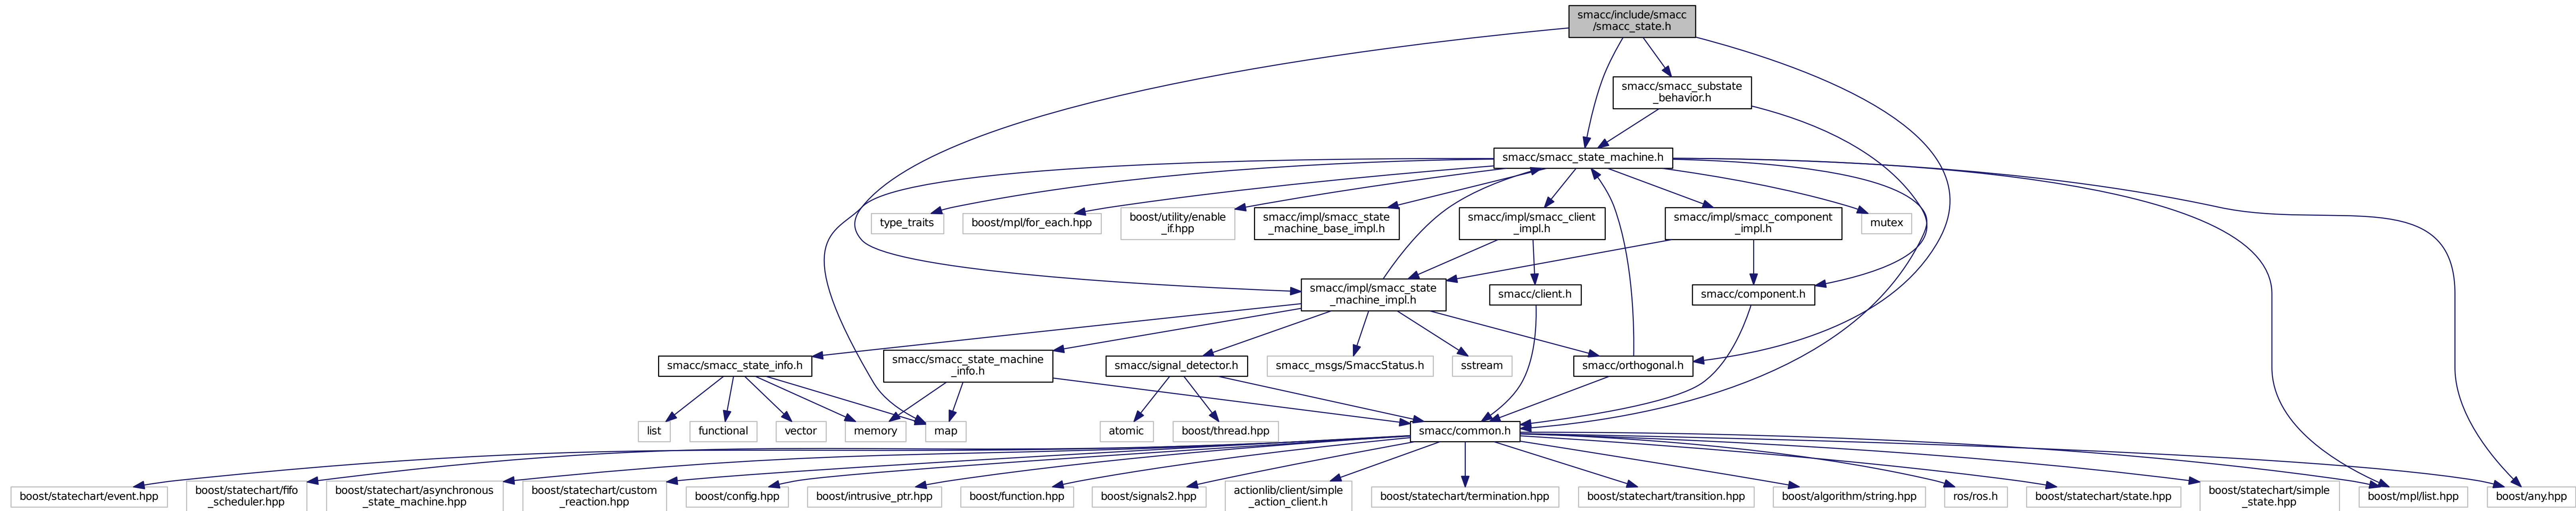 smacc/include/smacc
/smacc_state.h
smacc/smacc_substate
_behavior.h
smacc/smacc_state_machine.h
type_traits
boost/mpl/for_each.hpp
boost/utility/enable
_if.hpp
smacc/impl/smacc_state
_machine_base_impl.h
smacc/impl/smacc_client
_impl.h
smacc/impl/smacc_component
_impl.h
mutex
smacc/impl/smacc_state
_machine_impl.h
smacc/client.h
smacc/component.h
smacc/smacc_state_info.h
smacc/smacc_state_machine
_info.h
smacc/signal_detector.h
smacc_msgs/SmaccStatus.h
sstream
smacc/orthogonal.h
list
functional
vector
memory
map
atomic
boost/thread.hpp
smacc/common.h
boost/statechart/event.hpp
boost/statechart/fifo
_scheduler.hpp
boost/statechart/asynchronous
_state_machine.hpp
boost/statechart/custom
_reaction.hpp
boost/config.hpp
boost/intrusive_ptr.hpp
boost/function.hpp
boost/signals2.hpp
actionlib/client/simple
_action_client.h
boost/statechart/termination.hpp
boost/statechart/transition.hpp
boost/algorithm/string.hpp
ros/ros.h
boost/statechart/state.hpp
boost/statechart/simple
_state.hpp
boost/mpl/list.hpp
boost/any.hpp